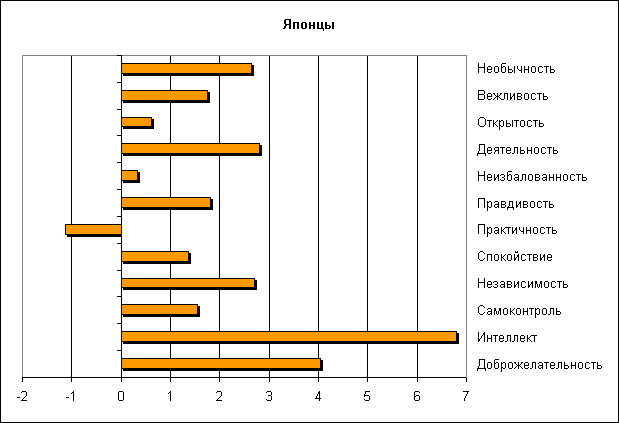 Японцы
Необычность
Вежливость
Открытость
Деятельность
Неизбалованность
Правдивость
Практичность
Спокойствие
Независимость
Самоконтроль
Интеллект
Доброжелательность
-2 -1 0 1 2 3 4 5 6 7